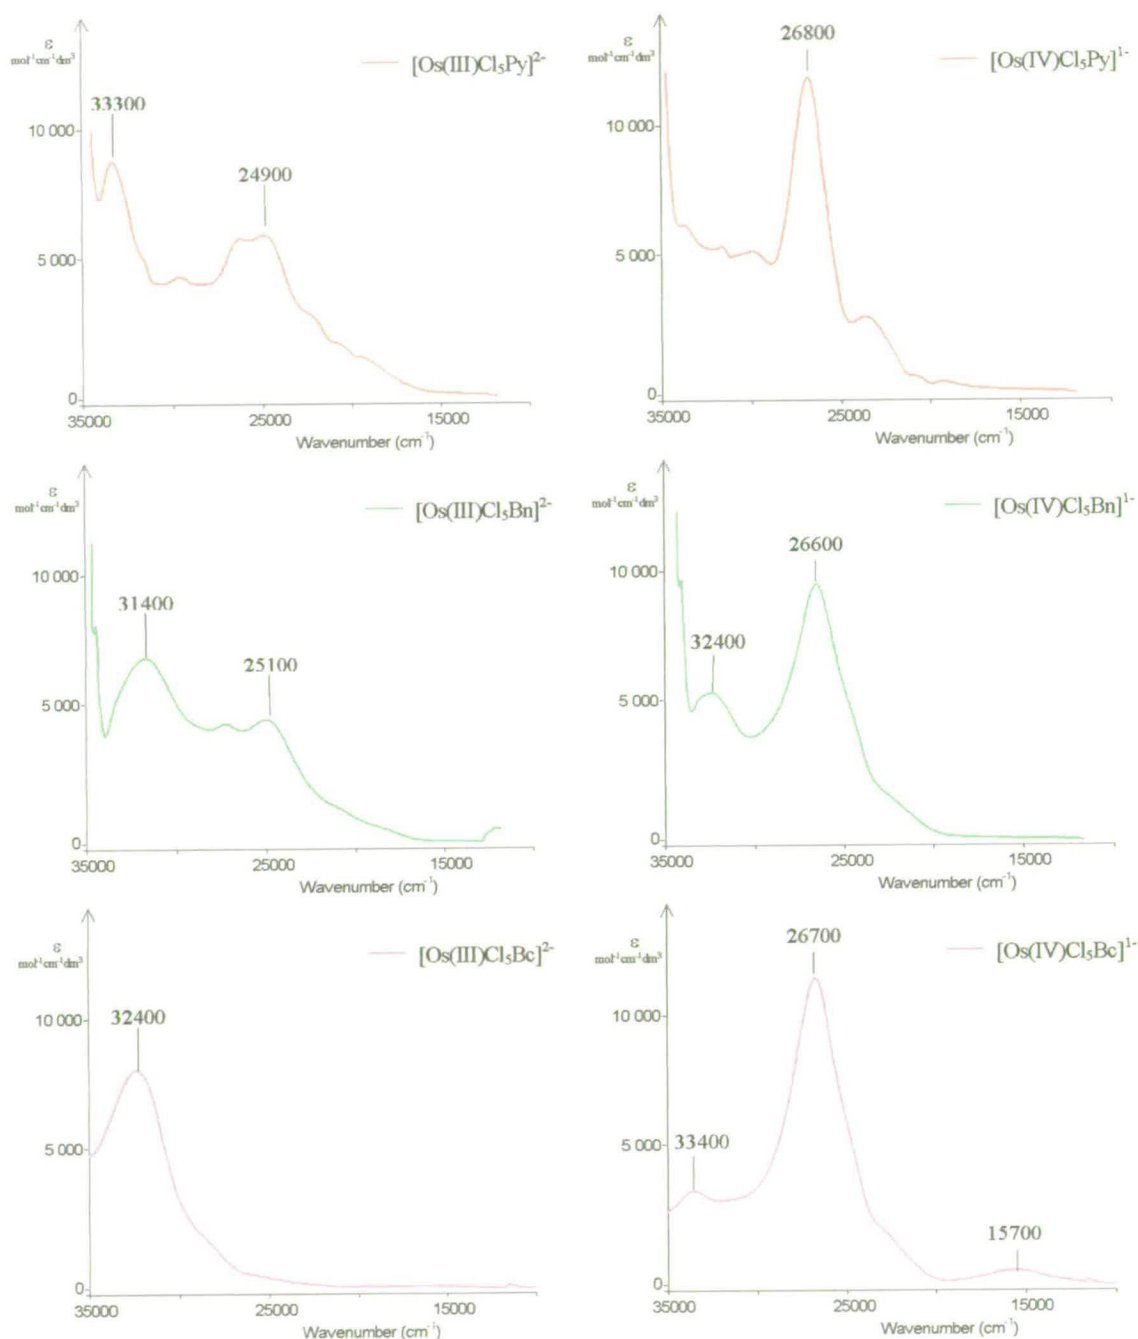 ε
mol⁻¹cm⁻¹dm³
[Os(III)Cl₅Py]²⁻
33300
10 000
24900
5 000
0
35000 25000 15000
Wavenumber (cm⁻¹)
ε
mol⁻¹cm⁻¹dm³
26800
[Os(IV)Cl₅Py]¹⁻
10 000
5 000
0
35000 25000 15000
Wavenumber (cm⁻¹)
ε
mol⁻¹cm⁻¹dm³
[Os(III)Cl₅Bn]²⁻
10 000
31400
25100
5 000
0
35000 25000 15000
Wavenumber (cm⁻¹)
ε
mol⁻¹cm⁻¹dm³
[Os(IV)Cl₅Bn]¹⁻
26600
10 000
32400
5 000
0
35000 25000 15000
Wavenumber (cm⁻¹)
ε
mol⁻¹cm⁻¹dm³
[Os(III)Cl₅Bc]²⁻
32400
10 000
5 000
0
35000 25000 15000
Wavenumber (cm⁻¹)
ε
mol⁻¹cm⁻¹dm³
26700
[Os(IV)Cl₅Bc]¹⁻
10 000
33400
5 000
15700
0
35000 25000 15000
Wavenumber (cm⁻¹)